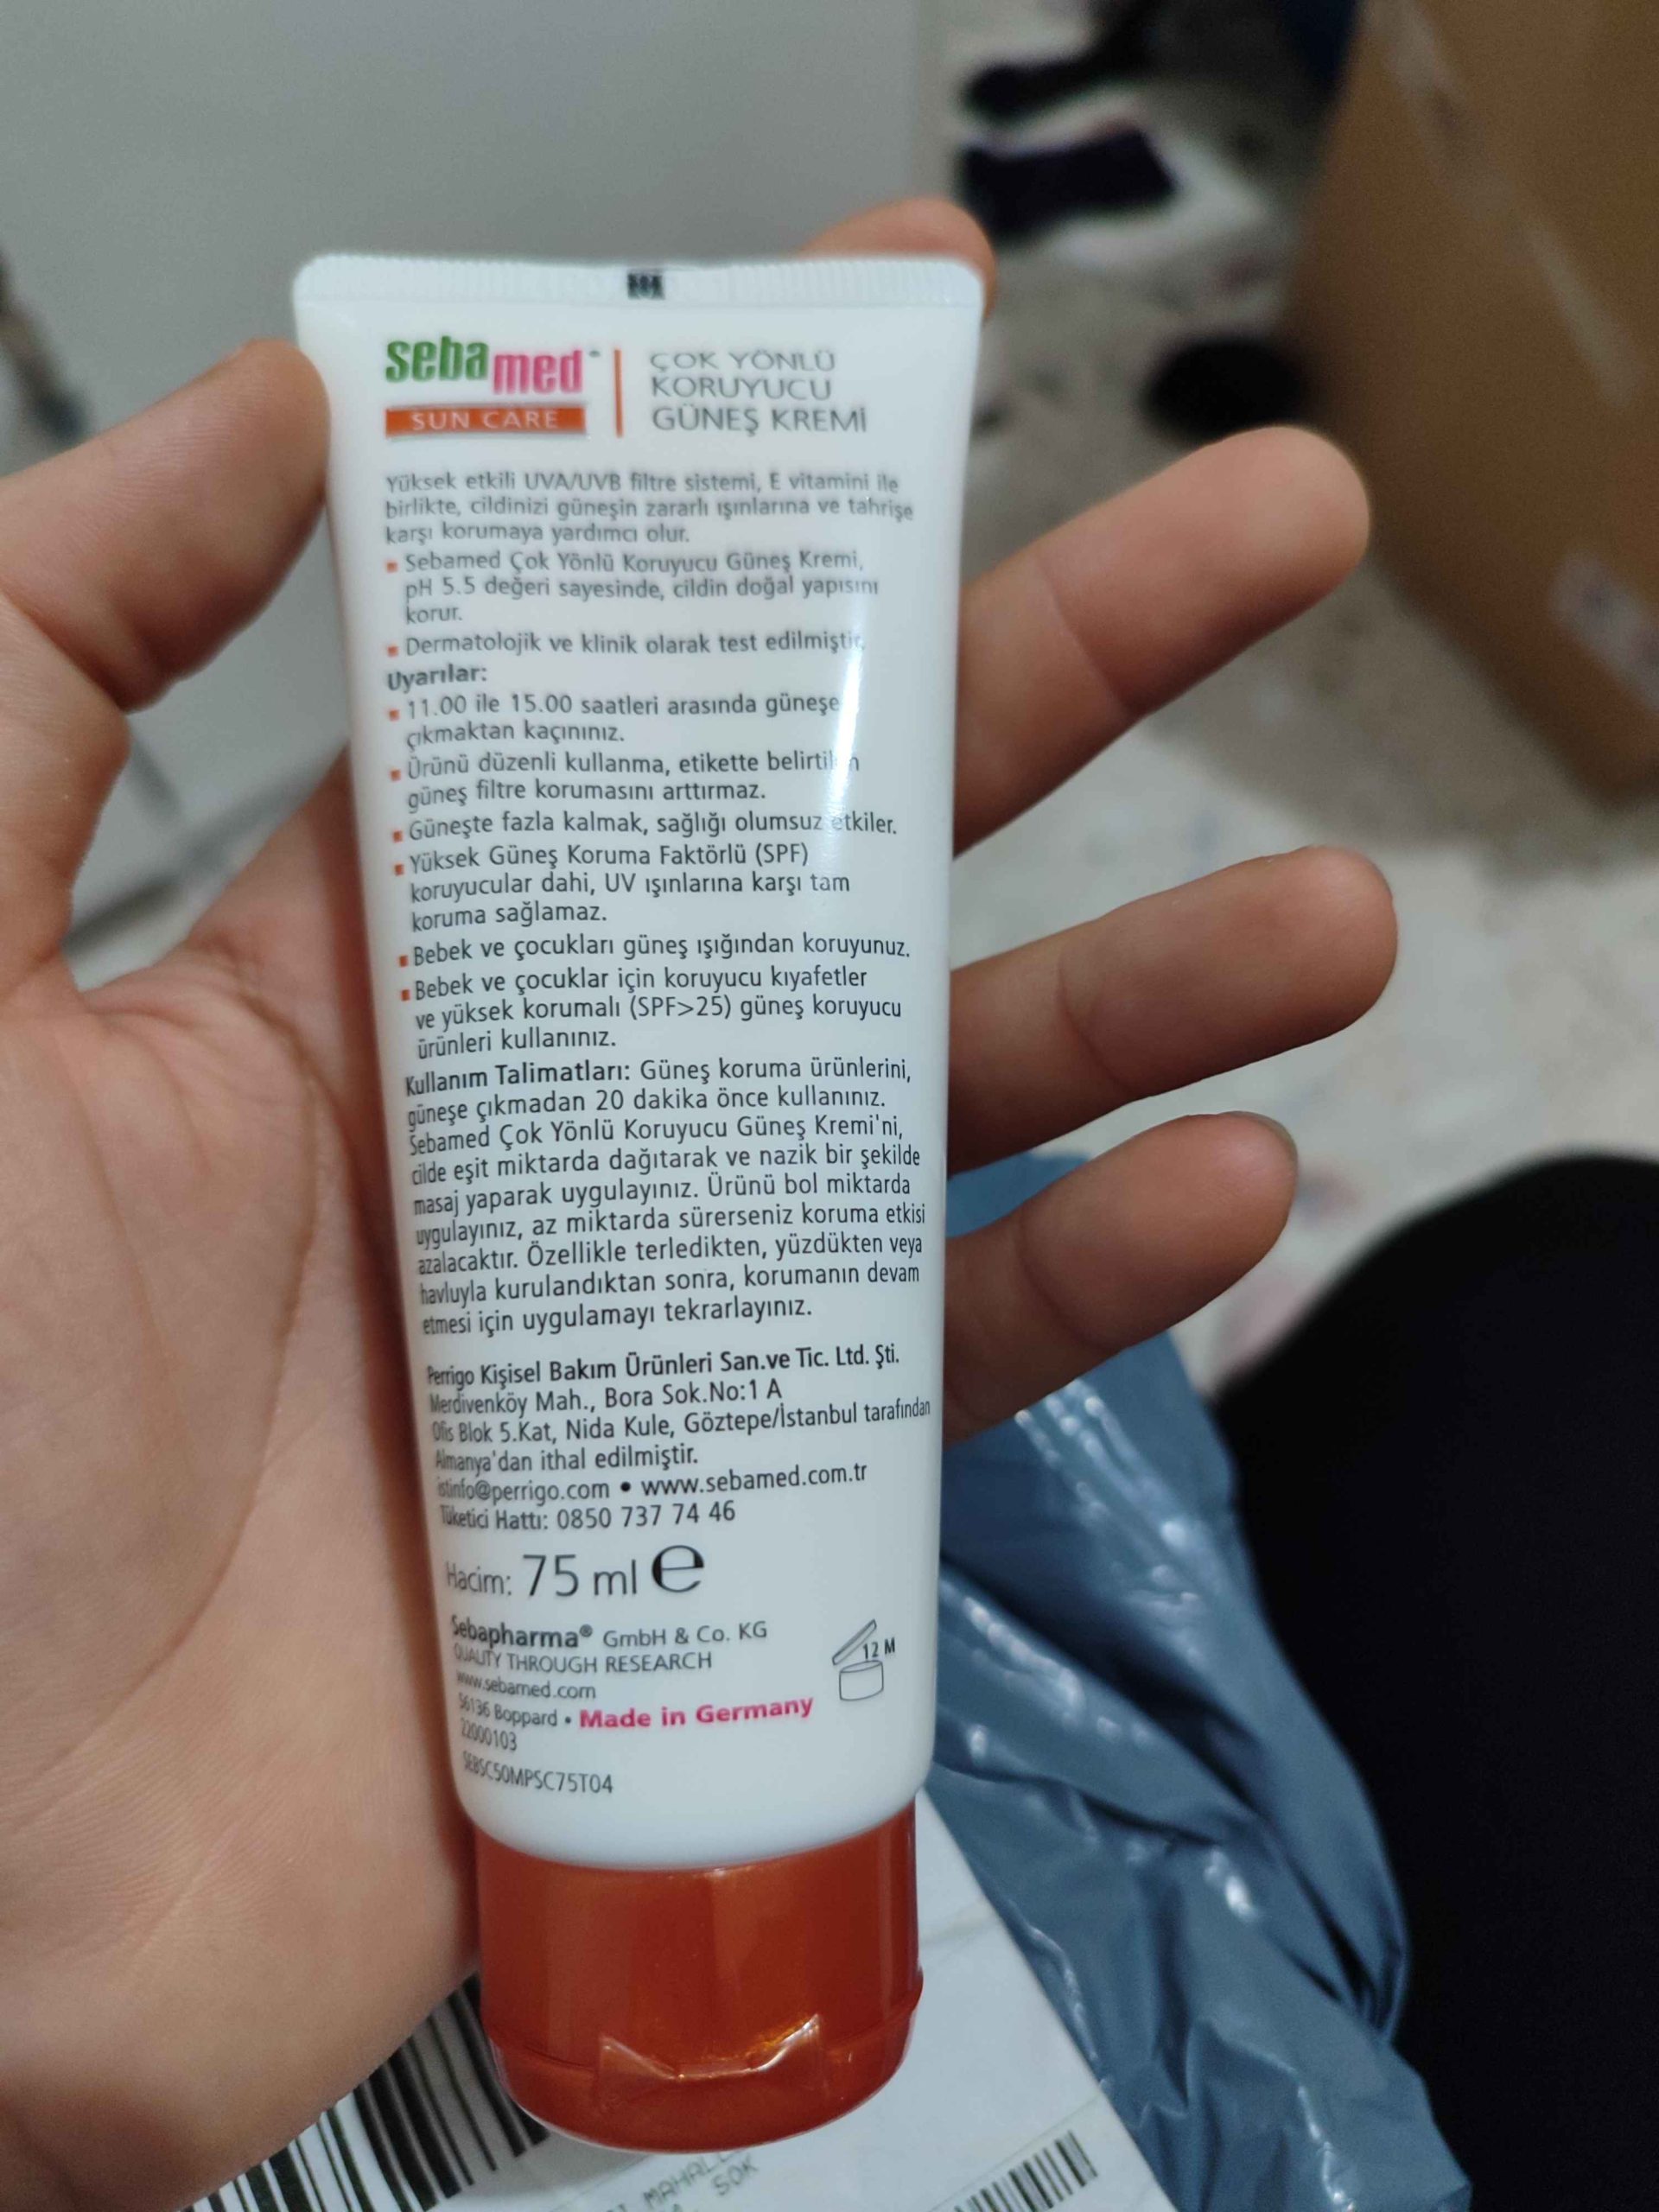 sebamed
SUN CARE
ÇOK YÖNLÜ
KORUYUCU
GÜNEŞ KREMİ
Yüksek etkili UVA/UVB filtre sistemi, E vitamini ile
birlikte, cildinizi güneşin zararlı ışınlarına ve tahrişe
karşı korumaya yardımcı olur.
▪ Sebamed Çok Yönlü Koruyucu Güneş Kremi,
pH 5.5 değeri sayesinde, cildin doğal yapısını
korur.
▪ Dermatolojik ve klinik olarak test edilmiştir.
Uyarılar:
▪ 11.00 ile 15.00 saatleri arasında güneşe
çıkmaktan kaçınınız.
▪ Ürünü düzenli kullanma, etikette belirtilen
güneş filtre korumasını arttırmaz.
▪ Güneşte fazla kalmak, sağlığı olumsuz etkiler.
▪ Yüksek Güneş Koruma Faktörlü (SPF)
koruyucular dahi, UV ışınlarına karşı tam
koruma sağlamaz.
▪ Bebek ve çocukları güneş ışığından koruyunuz.
▪ Bebek ve çocuklar için koruyucu kıyafetler
ve yüksek korumalı (SPF>25) güneş koruyucu
ürünleri kullanınız.
Kullanım Talimatları: Güneş koruma ürünlerini,
güneşe çıkmadan 20 dakika önce kullanınız.
Sebamed Çok Yönlü Koruyucu Güneş Kremi'ni,
cilde eşit miktarda dağıtarak ve nazik bir şekilde
masaj yaparak uygulayınız. Ürünü bol miktarda
uygulayınız, az miktarda sürerseniz koruma etkisi
azalacaktır. Özellikle terledikten, yüzdükten veya
havluyla kurulandıktan sonra, korumanın devam
etmesi için uygulamayı tekrarlayınız.
Perrigo Kişisel Bakım Ürünleri San.ve Tic. Ltd. Şti.
Merdivenköy Mah., Bora Sok.No:1 A
Ofis Blok 5.Kat, Nida Kule, Göztepe/İstanbul tarafından
Almanya'dan ithal edilmiştir.
istinfo@perrigo.com • www.sebamed.com.tr
Tüketici Hattı: 0850 737 74 46
Hacim: 75 ml e
Sebapharma® GmbH & Co. KG
QUALITY THROUGH RESEARCH
www.sebamed.com
56136 Boppard • Made in Germany
22000103
SEBSC50MPSC75T04
12 M
SOK